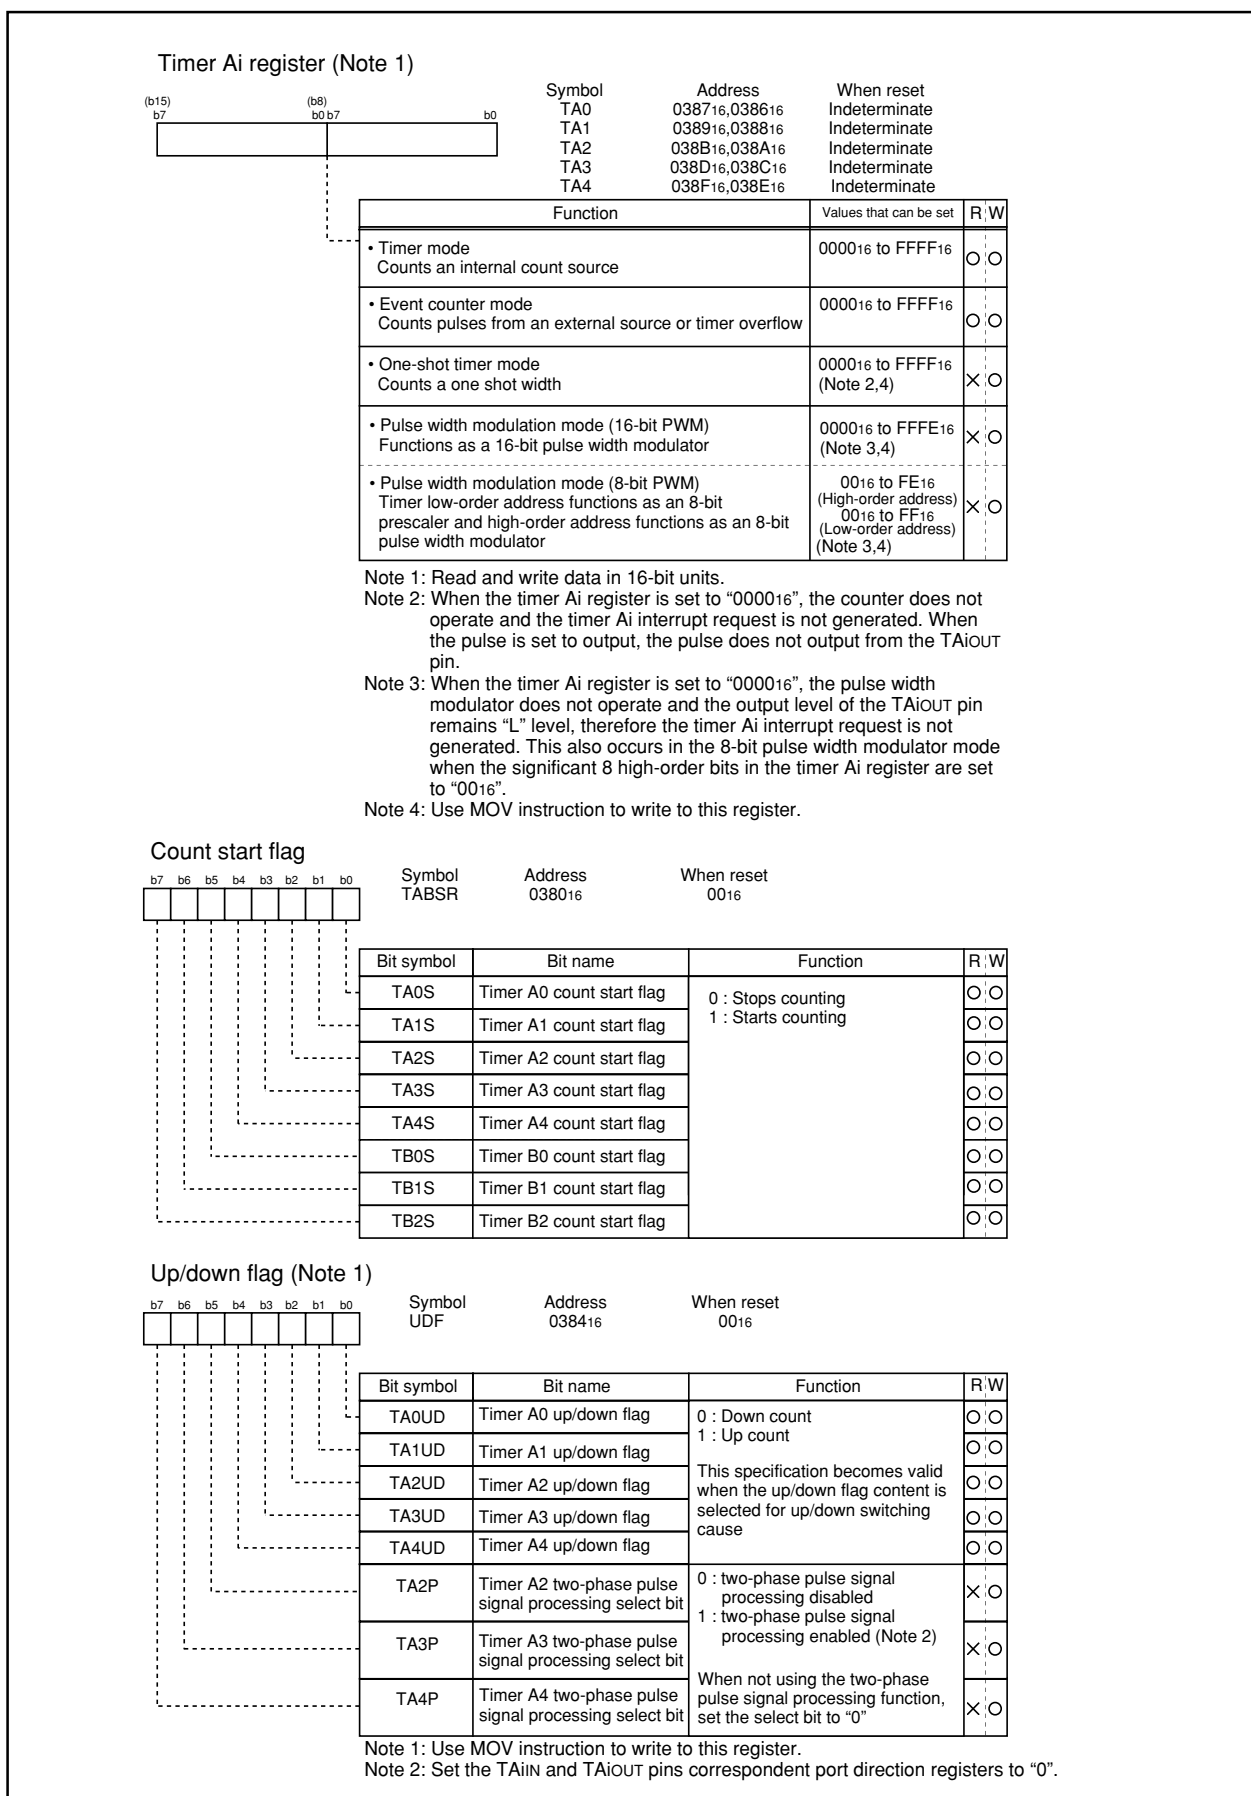 Timer Ai register (Note 1)
Symbol Address When reset
TA0 038716,038616 Indeterminate
TA1 038916,038816 Indeterminate
TA2 038B16,038A16 Indeterminate
TA3 038D16,038C16 Indeterminate
TA4 038F16,038E16 Indeterminate
(b15) (b8)
b7 b0 b7 b0
Function Values that can be set R W
• Timer mode 000016 to FFFF16
Counts an internal count source
• Event counter mode 000016 to FFFF16
Counts pulses from an external source or timer overflow
• One-shot timer mode 000016 to FFFF16
Counts a one shot width (Note 2,4)
• Pulse width modulation mode (16-bit PWM) 000016 to FFFE16
Functions as a 16-bit pulse width modulator (Note 3,4)
• Pulse width modulation mode (8-bit PWM) 0016 to FE16
Timer low-order address functions as an 8-bit (High-order address)
prescaler and high-order address functions as an 8-bit 0016 to FF16
pulse width modulator (Low-order address)
(Note 3,4)
Note 1: Read and write data in 16-bit units.
Note 2: When the timer Ai register is set to “000016”, the counter does not
operate and the timer Ai interrupt request is not generated. When
the pulse is set to output, the pulse does not output from the TAiOUT
pin.
Note 3: When the timer Ai register is set to “000016”, the pulse width
modulator does not operate and the output level of the TAiOUT pin
remains “L” level, therefore the timer Ai interrupt request is not
generated. This also occurs in the 8-bit pulse width modulator mode
when the significant 8 high-order bits in the timer Ai register are set
to “0016”.
Note 4: Use MOV instruction to write to this register.
Count start flag
b7 b6 b5 b4 b3 b2 b1 b0
Symbol Address When reset
TABSR 038016 0016
Bit symbol Bit name Function R W
TA0S Timer A0 count start flag 0 : Stops counting
TA1S Timer A1 count start flag 1 : Starts counting
TA2S Timer A2 count start flag
TA3S Timer A3 count start flag
TA4S Timer A4 count start flag
TB0S Timer B0 count start flag
TB1S Timer B1 count start flag
TB2S Timer B2 count start flag
Up/down flag (Note 1)
b7 b6 b5 b4 b3 b2 b1 b0
Symbol Address When reset
UDF 038416 0016
Bit symbol Bit name Function R W
TA0UD Timer A0 up/down flag 0 : Down count
1 : Up count
TA1UD Timer A1 up/down flag
This specification becomes valid
TA2UD Timer A2 up/down flag when the up/down flag content is
TA3UD Timer A3 up/down flag selected for up/down switching
cause
TA4UD Timer A4 up/down flag
TA2P Timer A2 two-phase pulse 0 : two-phase pulse signal
signal processing select bit processing disabled
1 : two-phase pulse signal
TA3P Timer A3 two-phase pulse processing enabled (Note 2)
signal processing select bit
When not using the two-phase
TA4P Timer A4 two-phase pulse pulse signal processing function,
signal processing select bit set the select bit to “0”
Note 1: Use MOV instruction to write to this register.
Note 2: Set the TAiIN and TAiOUT pins correspondent port direction registers to “0”.